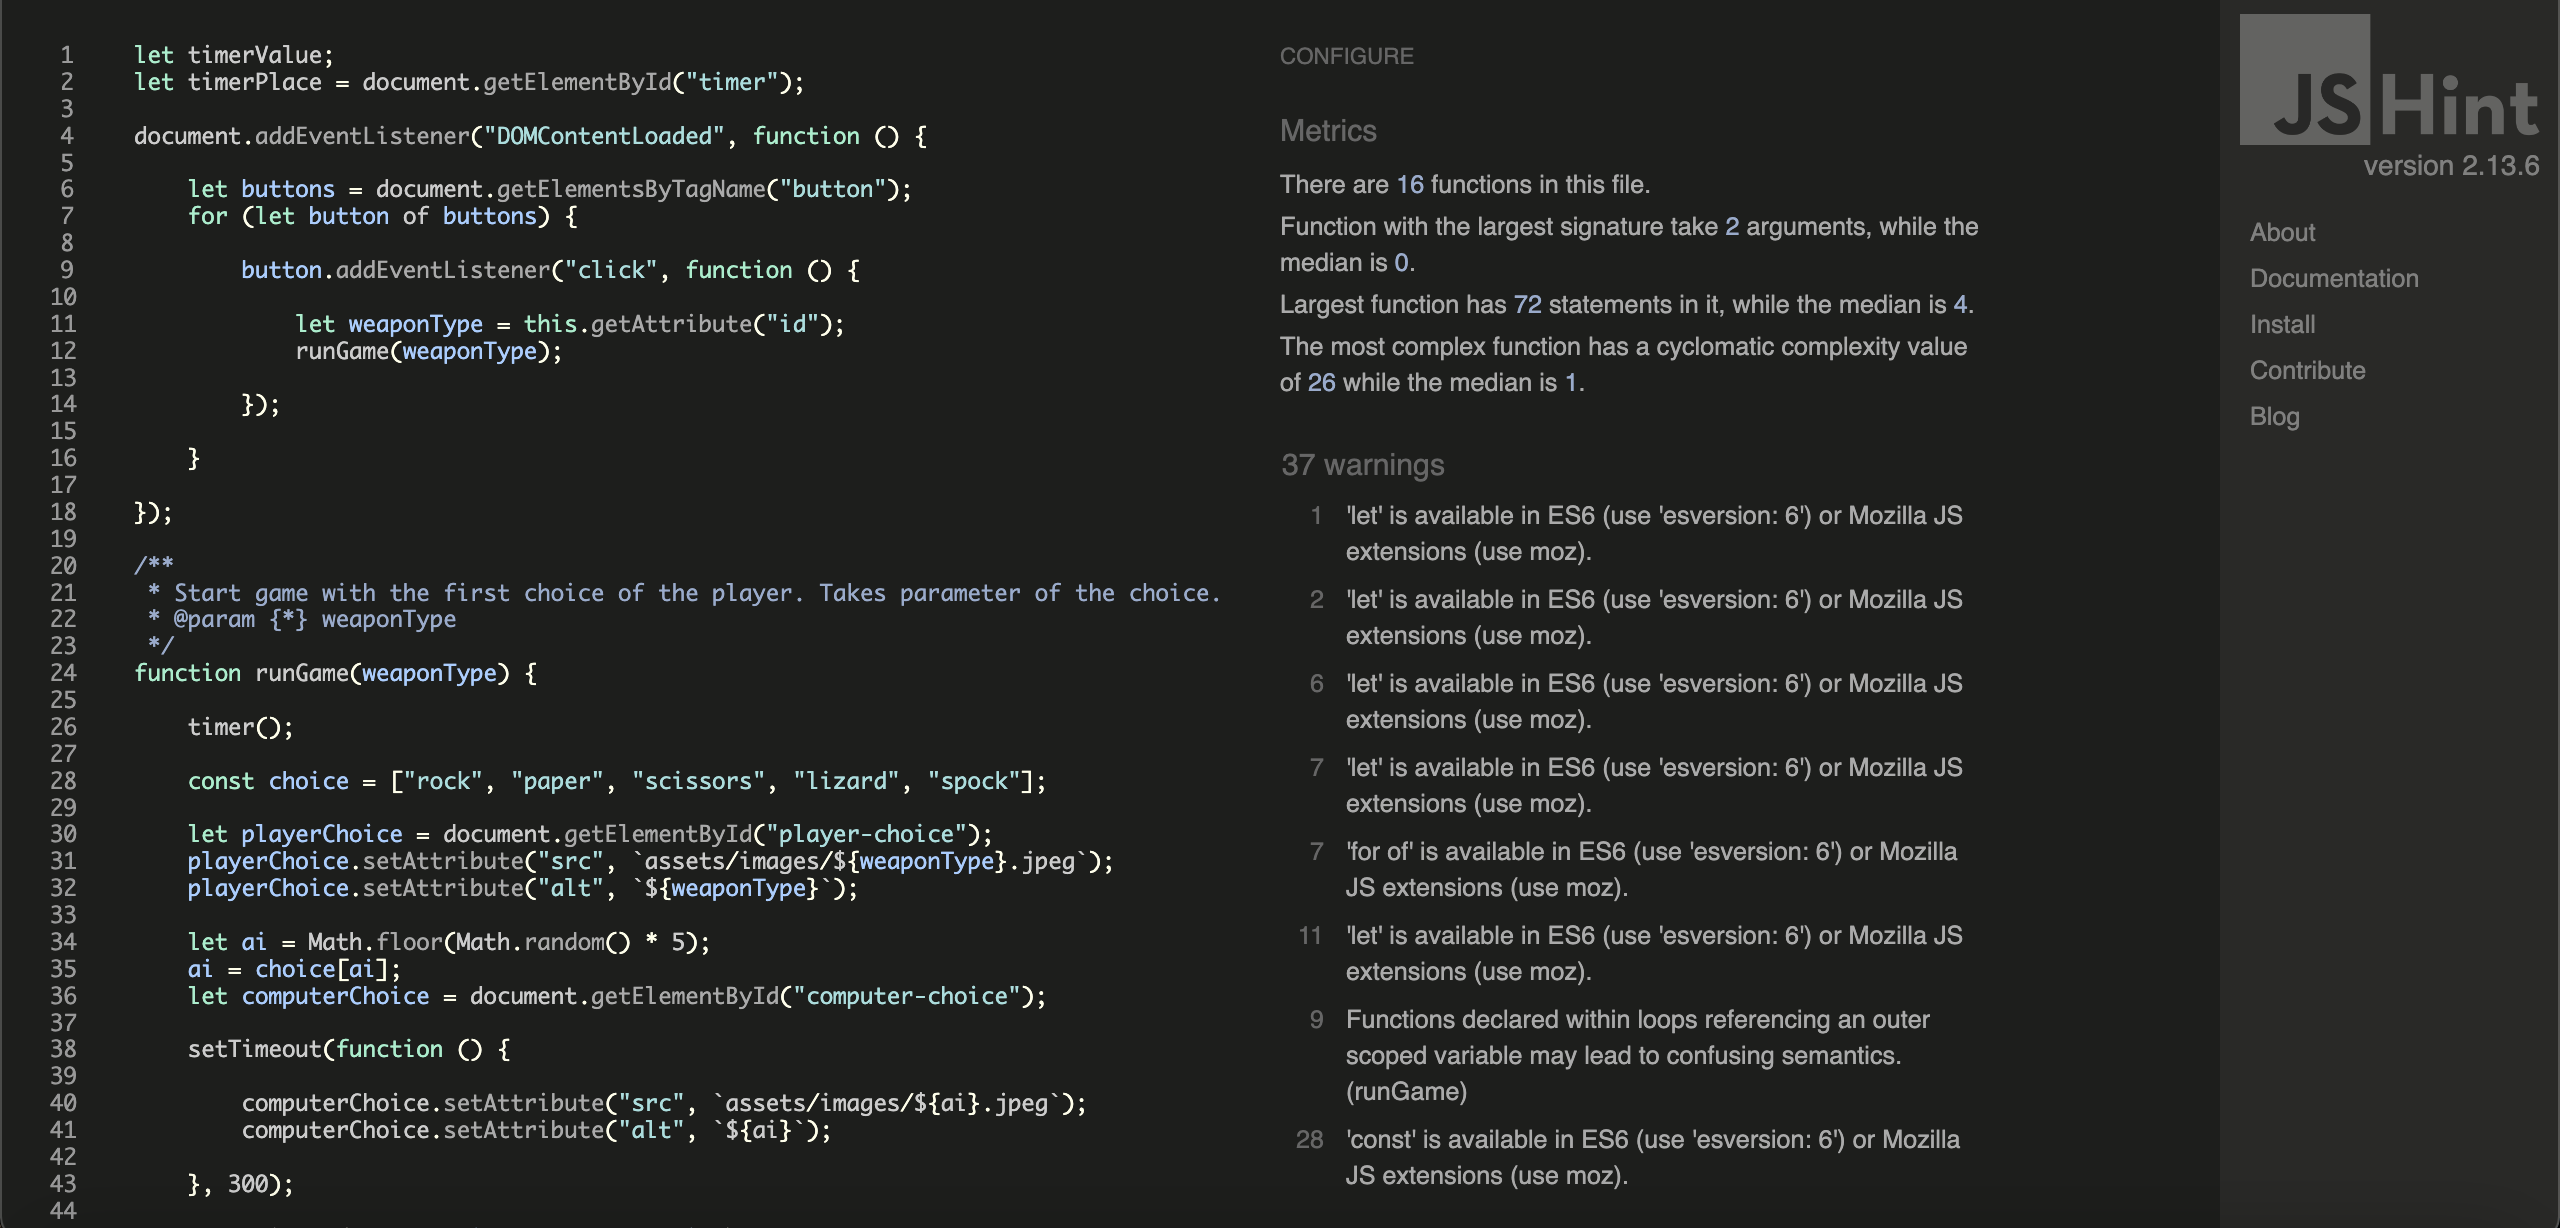 1 let timerValue;
2 let timerPlace = document.getElementById("timer");
3
4 document.addEventListener("DOMContentLoaded", function () {
5
6 let buttons = document.getElementsByTagName("button");
7 for (let button of buttons) {
8
9 button.addEventListener("click", function () {
10
11 let weaponType = this.getAttribute("id");
12 runGame(weaponType);
13
14 });
15
16 }
17
18 });
19
20 /**
21 * Start game with the first choice of the player. Takes parameter of the choice.
22 * @param {*} weaponType
23 */
24 function runGame(weaponType) {
25
26 timer();
27
28 const choice = ["rock", "paper", "scissors", "lizard", "spock"];
29
30 let playerChoice = document.getElementById("player-choice");
31 playerChoice.setAttribute("src", `assets/images/${weaponType}.jpeg`);
32 playerChoice.setAttribute("alt", `${weaponType}`);
33
34 let ai = Math.floor(Math.random() * 5);
35 ai = choice[ai];
36 let computerChoice = document.getElementById("computer-choice");
37
38 setTimeout(function () {
39
40 computerChoice.setAttribute("src", `assets/images/${ai}.jpeg`);
41 computerChoice.setAttribute("alt", `${ai}`);
42
43 }, 300);
44
CONFIGURE
Metrics
There are 16 functions in this file.
Function with the largest signature take 2 arguments, while the
median is 0.
Largest function has 72 statements in it, while the median is 4.
The most complex function has a cyclomatic complexity value
of 26 while the median is 1.
37 warnings
1 'let' is available in ES6 (use 'esversion: 6') or Mozilla JS
extensions (use moz).
2 'let' is available in ES6 (use 'esversion: 6') or Mozilla JS
extensions (use moz).
6 'let' is available in ES6 (use 'esversion: 6') or Mozilla JS
extensions (use moz).
7 'let' is available in ES6 (use 'esversion: 6') or Mozilla JS
extensions (use moz).
7 'for of' is available in ES6 (use 'esversion: 6') or Mozilla
JS extensions (use moz).
11 'let' is available in ES6 (use 'esversion: 6') or Mozilla JS
extensions (use moz).
9 Functions declared within loops referencing an outer
scoped variable may lead to confusing semantics.
(runGame)
28 'const' is available in ES6 (use 'esversion: 6') or Mozilla
JS extensions (use moz).
JSHint
version 2.13.6
About
Documentation
Install
Contribute
Blog